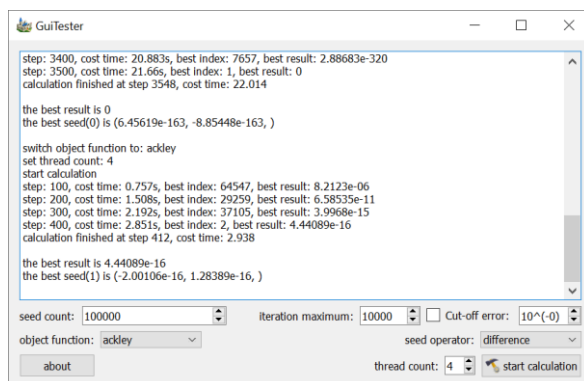 GuiTester
step: 3400, cost time: 20.883s, best index: 7657, best result: 2.88683e-320
step: 3500, cost time: 21.66s, best index: 1, best result: 0
calculation finished at step 3548, cost time: 22.014
the best result is 0
the best seed(0) is (6.45619e-163, -8.85448e-163, )
switch object function to: ackley
set thread count: 4
start calculation
step: 100, cost time: 0.757s, best index: 64547, best result: 8.2123e-06
step: 200, cost time: 1.508s, best index: 29259, best result: 6.58535e-11
step: 300, cost time: 2.192s, best index: 37105, best result: 3.9968e-15
step: 400, cost time: 2.851s, best index: 2, best result: 4.44089e-16
calculation finished at step 412, cost time: 2.938
the best result is 4.44089e-16
the best seed(1) is (-2.00106e-16, 1.28389e-16, )
seed count: 100000 iteration maximum: 10000 Cut-off error: 10^(-0)
object function: ackley seed operator: difference
about thread count: 4 start calculation